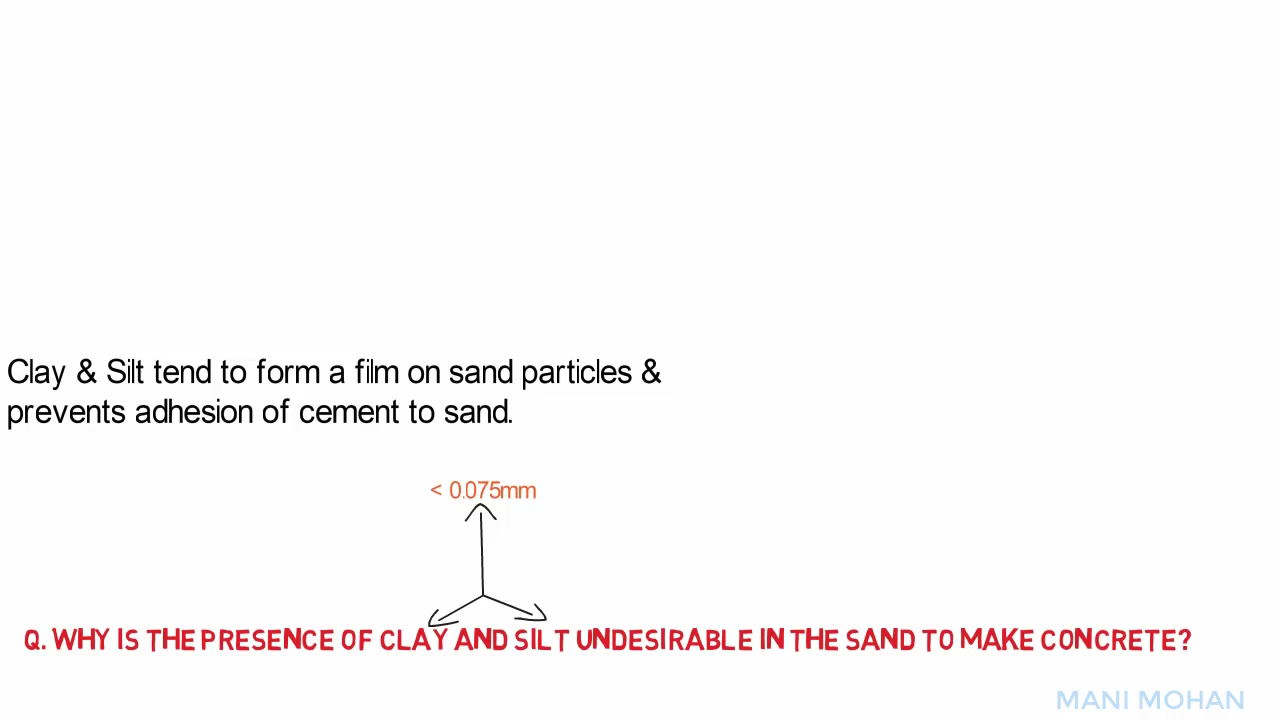 Clay & Silt tend to form a film on sand particles &
prevents adhesion of cement to sand.
< 0.075mm
Q. WHY IS THE PRESENCE OF CLAY AND SILT UNDESIRABLE IN THE SAND TO MAKE CONCRETE?
MANI MOHAN